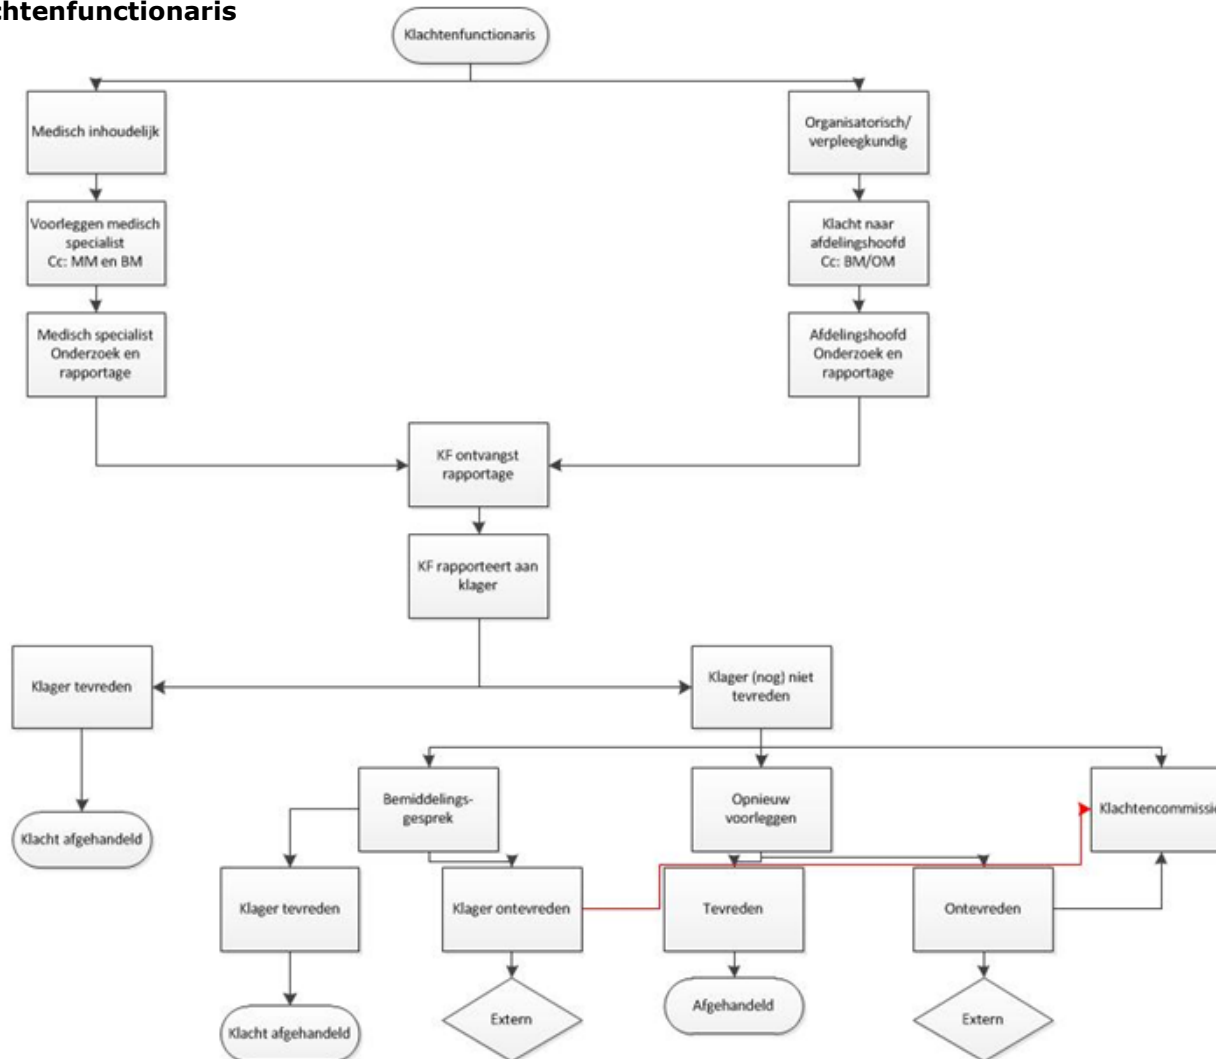 chtenfunctionaris
Klachtenfunctionaris
Medisch inhoudelijk
Organisatorisch/
verpleegkundig
Voorleggen medisch
specialist
Cc: MM en BM
Klacht naar
afdelingshoofd
Cc: BM/OM
Medisch specialist
Onderzoek en
rapportage
Afdelingshoofd
Onderzoek en
rapportage
KF ontvangst
rapportage
KF rapporteert aan
klager
Klager tevreden
Klager (nog) niet
tevreden
Klacht afgehandeld
Bemiddelings-
gesprek
Opnieuw
voorleggen
Klachtencommissie
Klager tevreden
Klager ontevreden
Tevreden
Ontevreden
Klacht afgehandeld
Extern
Afgehandeld
Extern